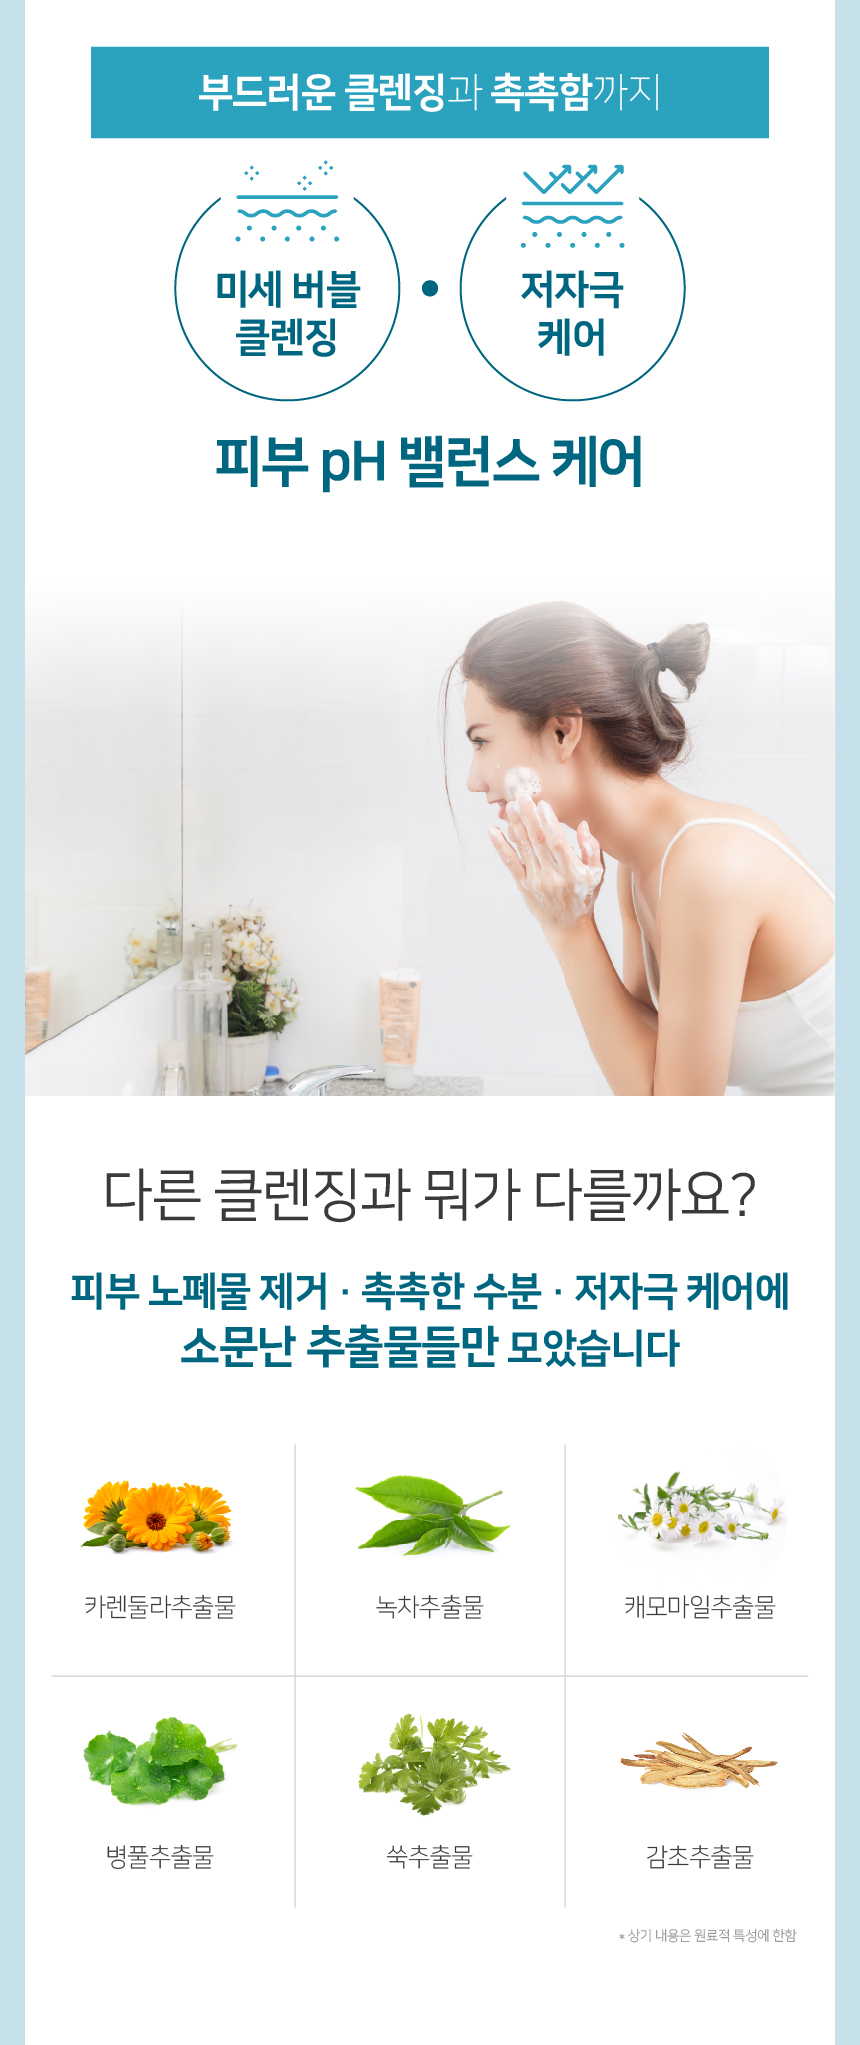 부드러운 클렌징과 촉촉함까지
미세 버블
클렌징
저자극
케어
피부 pH 밸런스 케어
다른 클렌징과 뭐가 다를까요?
피부 노폐물 제거 · 촉촉한 수분 · 저자극 케어에
소문난 추출물들만 모았습니다
카렌둘라추출물
녹차추출물
캐모마일추출물
병풀추출물
쑥추출물
감초추출물
* 상기 내용은 원료적 특성에 한함